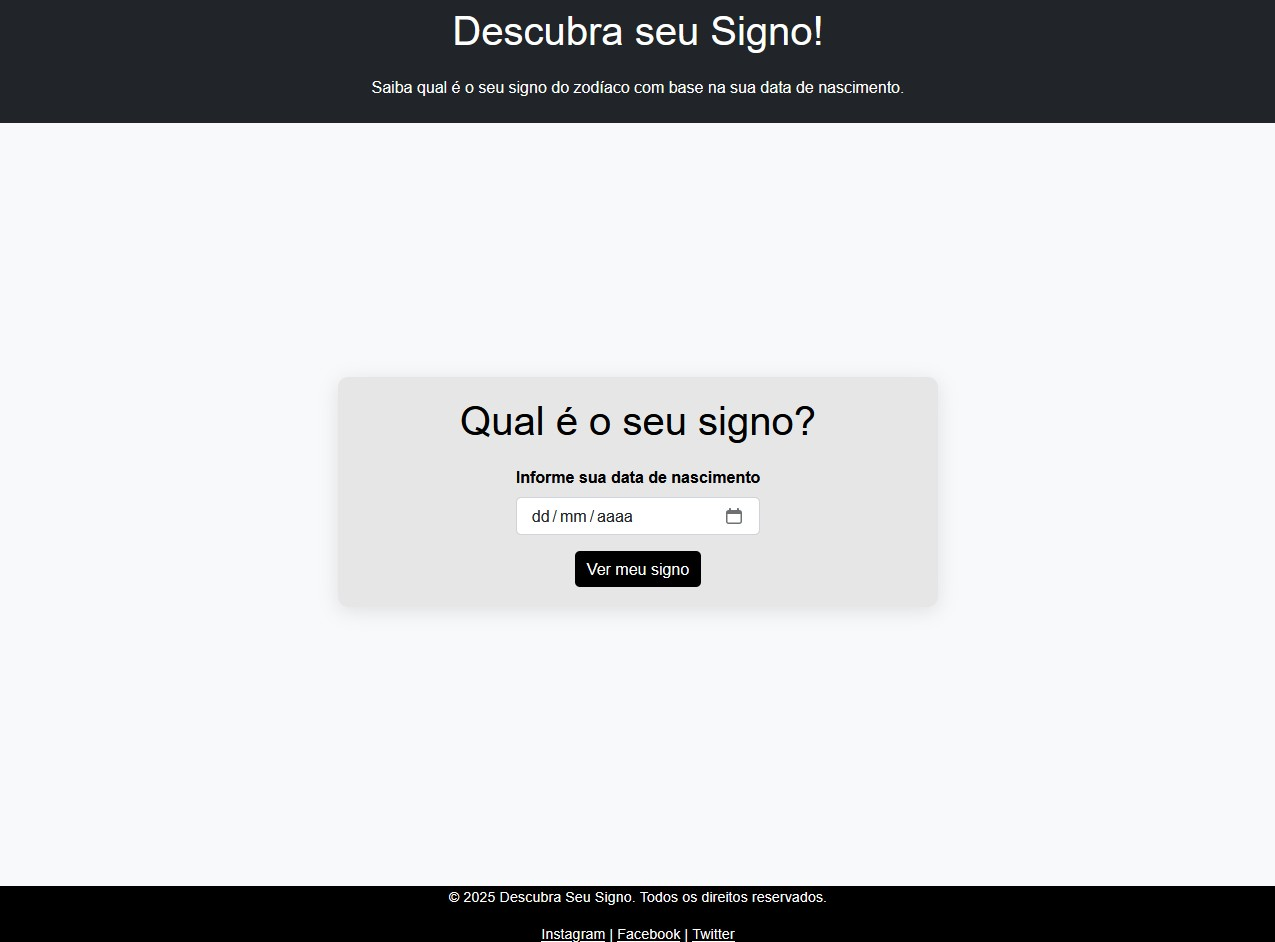 Descubra seu Signo!
Saiba qual é o seu signo do zodíaco com base na sua data de nascimento.
Qual é o seu signo?
Informe sua data de nascimento
dd/mm/aaaa
Ver meu signo
© 2025 Descubra Seu Signo. Todos os direitos reservados.
Instagram | Facebook | Twitter